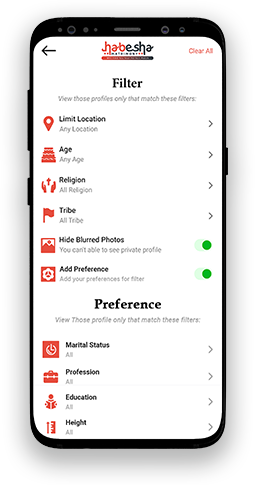 habesha
Clear All
Filter
View those profiles only that match these filters:
Limit Location
Any Location
Age
Any Age
Religion
All Religion
Tribe
All Tribe
Hide Blurred Photos
You can't able to see private profile
Add Preference
Add your preferences for filter
Preference
View Those profile only that match these filters:
Marital Status
All
Profession
All
Education
All
Height
All